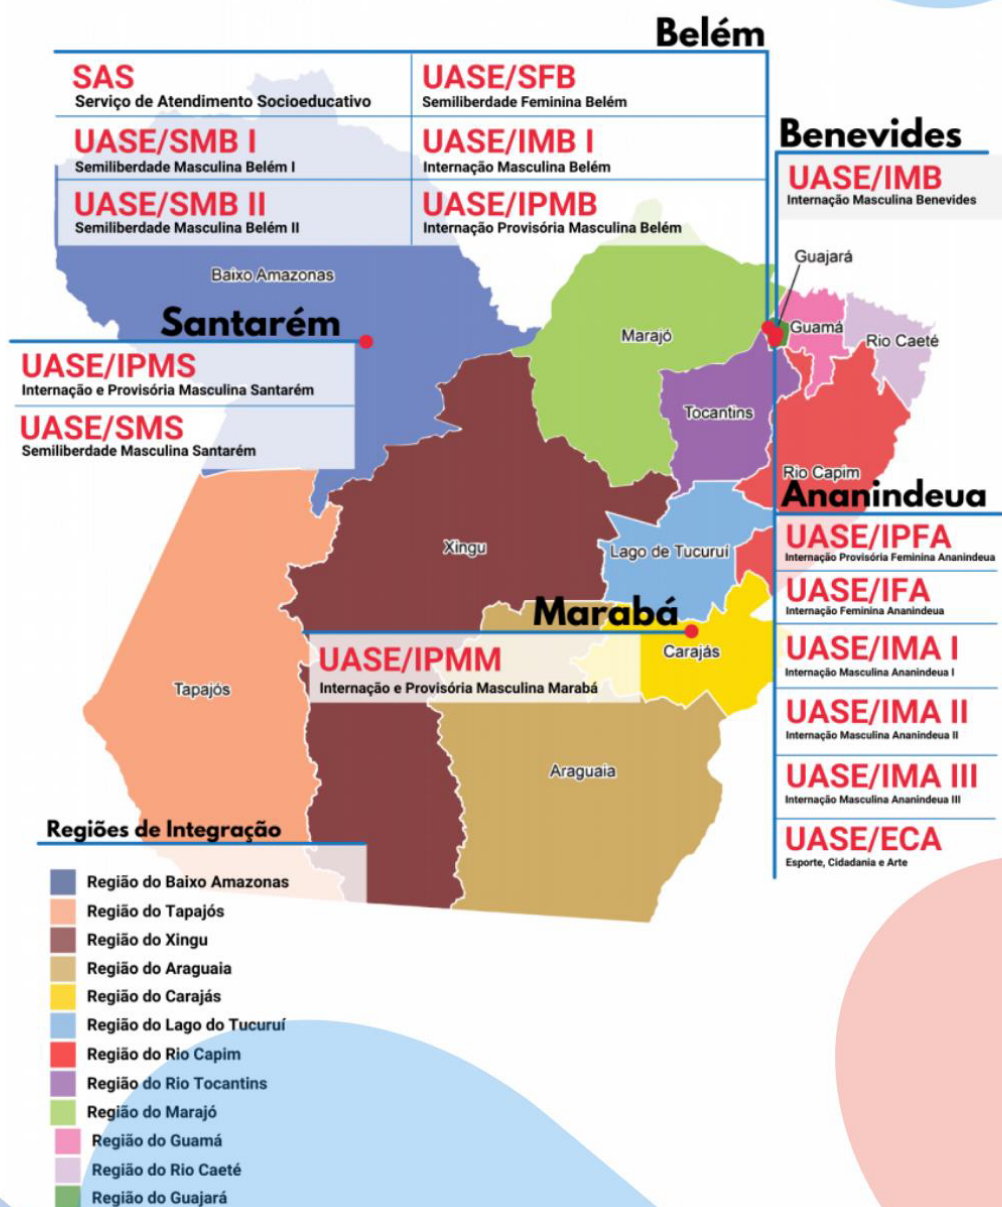 Belém
SAS
Serviço de Atendimento Socioeducativo
UASE/SFB
Semiliberdade Feminina Belém
UASE/SMB I
Semiliberdade Masculina Belém I
UASE/IMB I
Internação Masculina Belém
UASE/SMB II
Semiliberdade Masculina Belém II
UASE/IPMB
Internação Provisória Masculina Belém
Benevides
UASE/IMB
Internação Masculina Benevides
Guajará
Baixo Amazonas
Marajó
Guamá
Rio Caeté
Santarém
UASE/IPMS
Internação e Provisória Masculina Santarém
UASE/SMS
Semiliberdade Masculina Santarém
Tocantins
Rio Capim
Ananindeua
UASE/IPFA
Internação Provisória Feminina Ananindeua
UASE/IFA
Internação Feminina Ananindeua
UASE/IMA I
Internação Masculina Ananindeua I
UASE/IMA II
Internação Masculina Ananindeua II
UASE/IMA III
Internação Masculina Ananindeua III
UASE/ECA
Esporte, Cidadania e Arte
Xingu
Lago de Tucuruí
Marabá
UASE/IPMM
Internação e Provisória Masculina Marabá
Carajás
Tapajós
Araguaia
Regiões de Integração
Região do Baixo Amazonas
Região do Tapajós
Região do Xingu
Região do Araguaia
Região do Carajás
Região do Lago do Tucuruí
Região do Rio Capim
Região do Rio Tocantins
Região do Marajó
Região do Guamá
Região do Rio Caeté
Região do Guajará